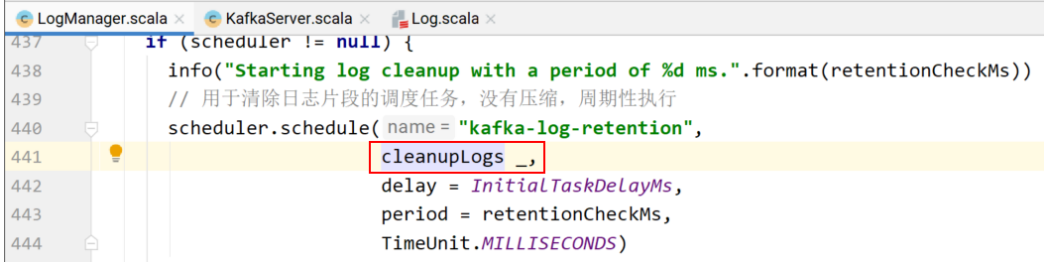 LogManager.scala × KafkaServer.scala × Log.scala ×
437 if (scheduler != null) {
438 info("Starting log cleanup with a period of %d ms.".format(retentionCheckMs))
439 // 用于清除日志片段的调度任务，没有压缩，周期性执行
440 scheduler.schedule( name = "kafka-log-retention",
441 cleanupLogs _,
442 delay = InitialTaskDelayMs,
443 period = retentionCheckMs,
444 TimeUnit.MILLISECONDS)